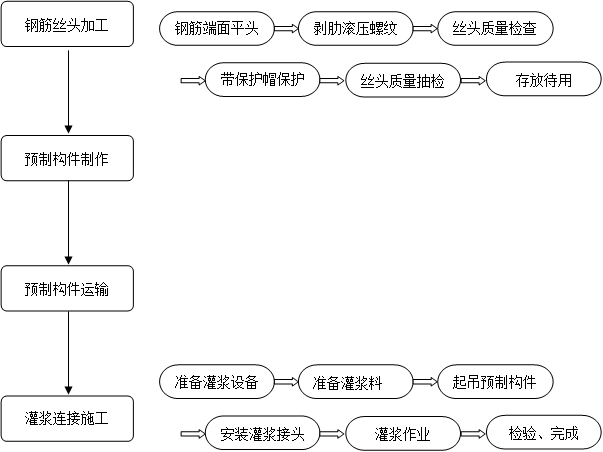 钢筋丝头加工
钢筋端面平头
剥肋滚压螺纹
丝头质量检查
带保护帽保护
丝头质量抽检
存放待用
预制构件制作
预制构件运输
灌浆连接施工
准备灌浆设备
准备灌浆料
起吊预制构件
安装灌浆接头
灌浆作业
检验、完成